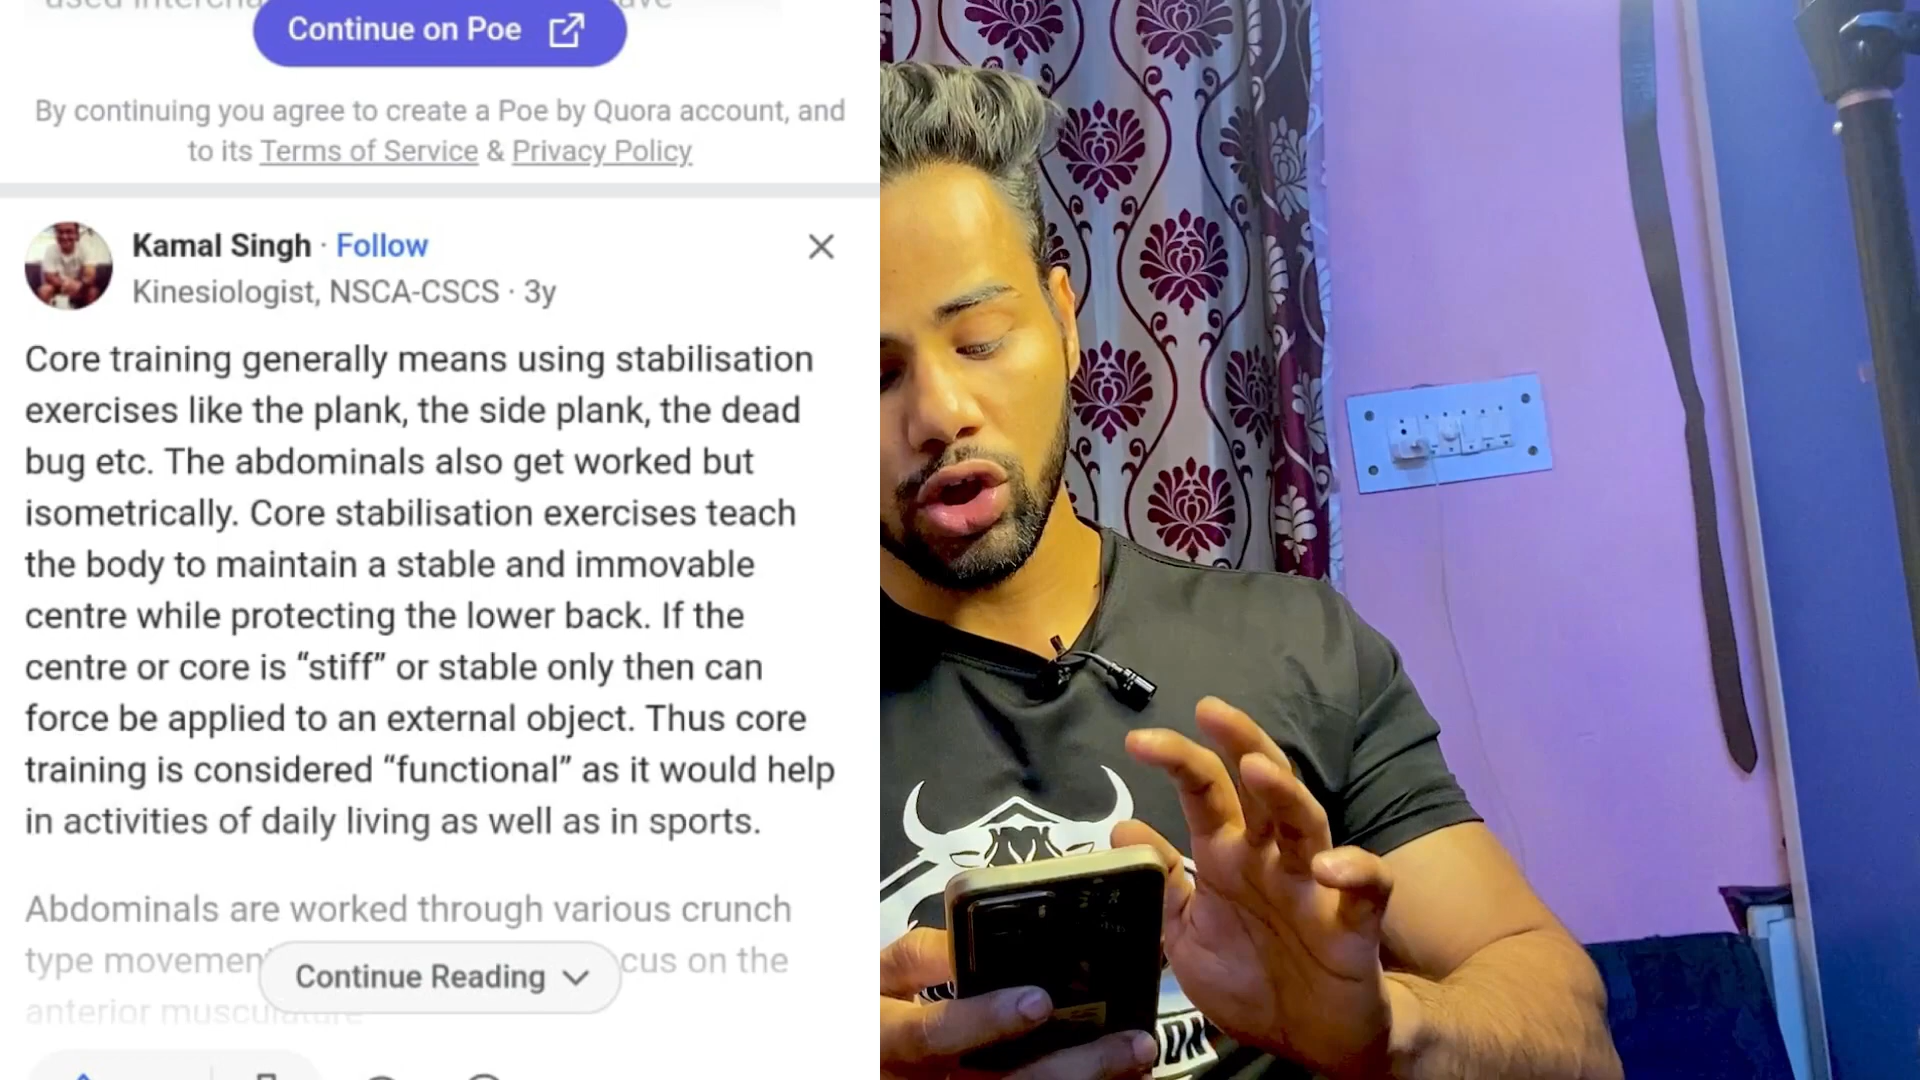 Continue on Poe
By continuing you agree to create a Poe by Quora account, and
to its Terms of Service & Privacy Policy.
Kamal Singh · Follow
Kinesiologist, NSCA-CSCS · 3y
Core training generally means using stabilisation
exercises like the plank, the side plank, the dead
bug etc. The abdominals also get worked but
isometrically. Core stabilisation exercises teach
the body to maintain a stable and immovable
centre while protecting the lower back. If the
centre or core is “stiff” or stable only then can
force be applied to an external object. Thus core
training is considered “functional” as it would help
in activities of daily living as well as in sports.
Abdominals are worked through various crunch
type on the
Continue Reading
anterior musculature